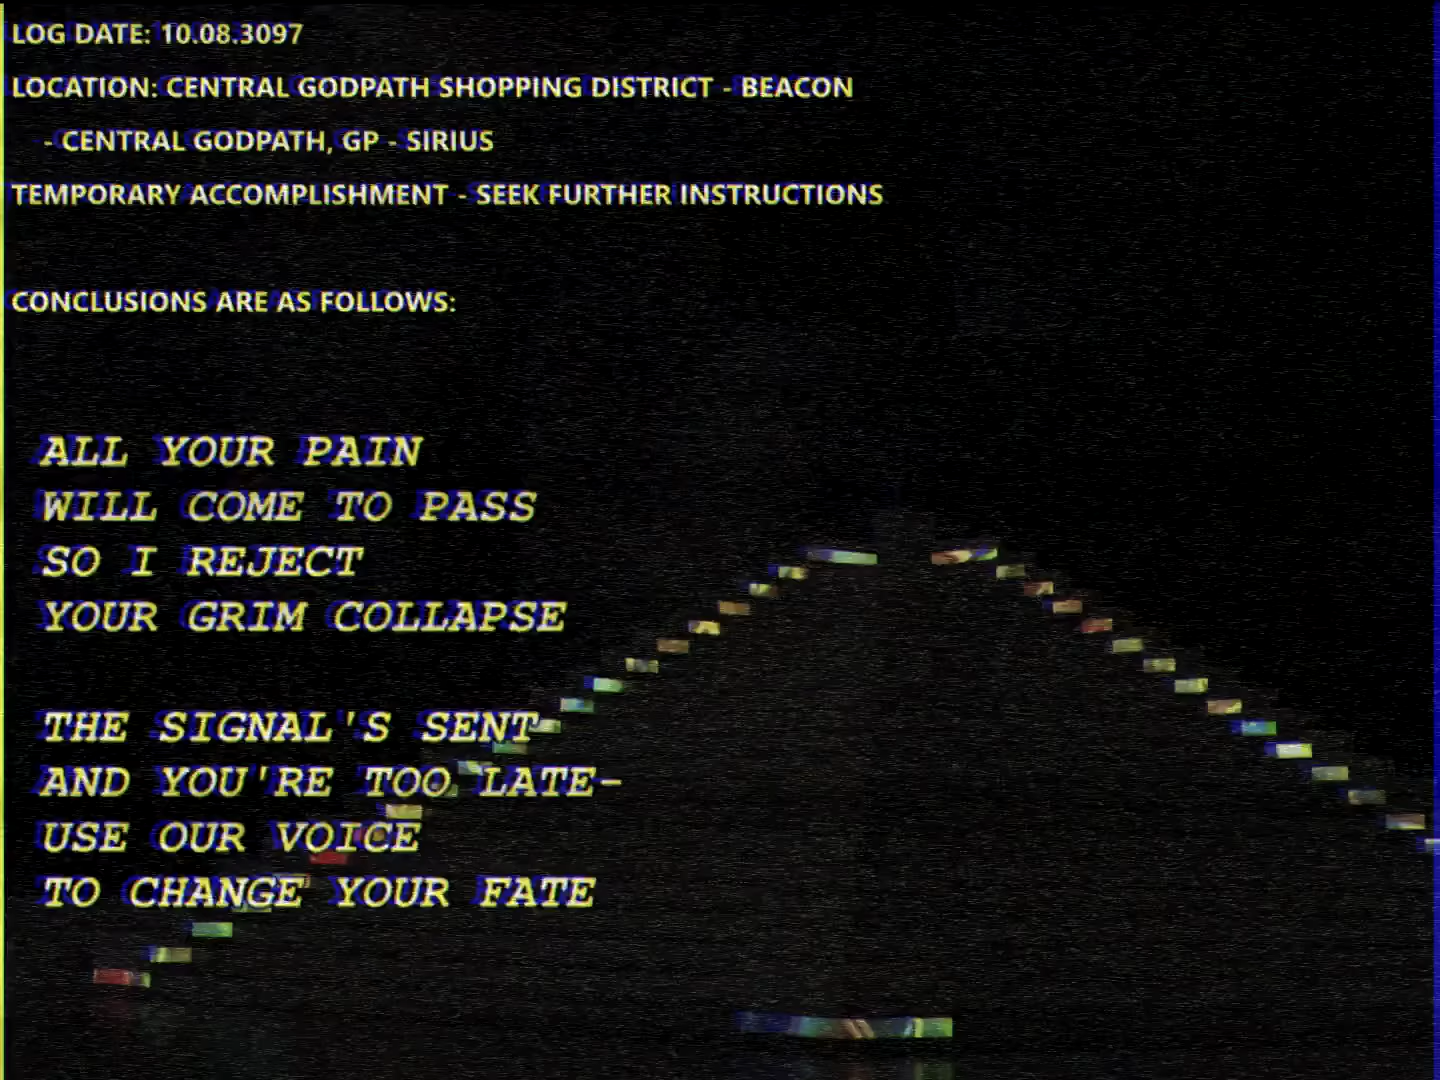 LOG DATE: 10.08.3097
LOCATION: CENTRAL GODPATH SHOPPING DISTRICT - BEACON
- CENTRAL GODPATH, GP - SIRIUS
TEMPORARY ACCOMPLISHMENT - SEEK FURTHER INSTRUCTIONS
CONCLUSIONS ARE AS FOLLOWS:
ALL YOUR PAIN
WILL COME TO PASS
SO I REJECT
YOUR GRIM COLLAPSE
THE SIGNAL'S SENT
AND YOU'RE TOO LATE-
USE OUR VOICE
TO CHANGE YOUR FATE